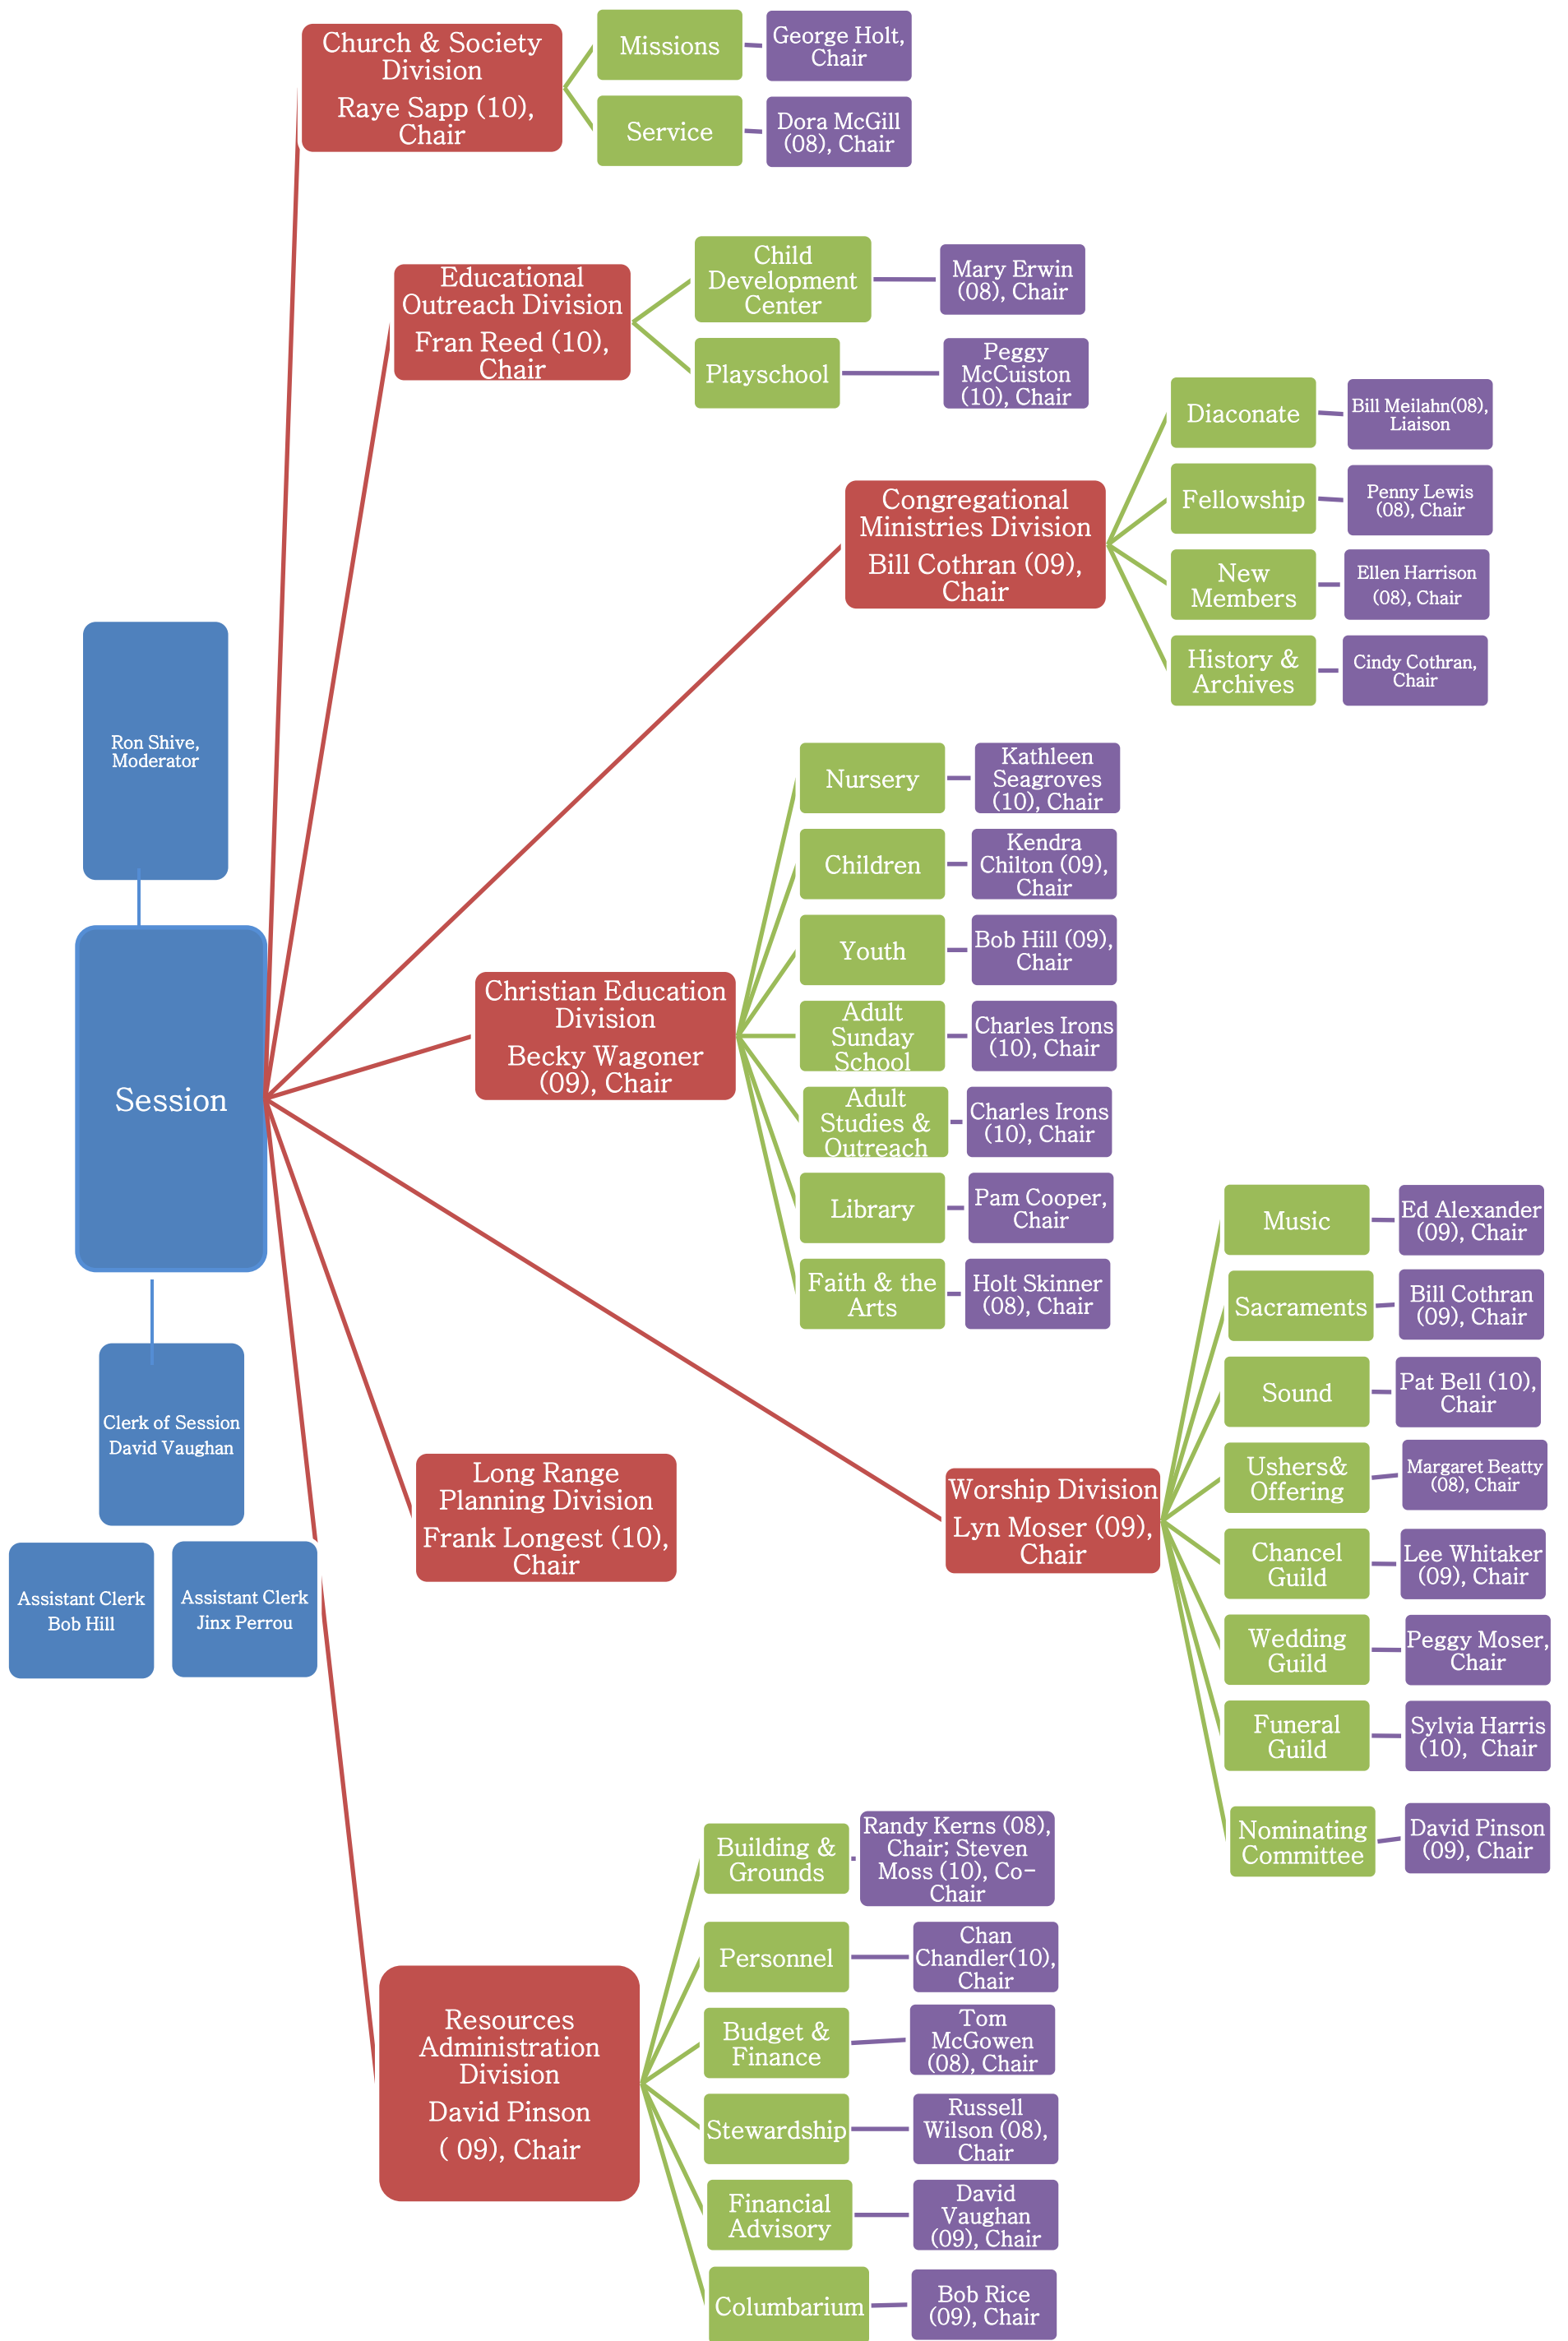 Church & Society
Division
Raye Sapp (10),
Chair
Missions
George Holt,
Chair
Service
Dora McGill
(08), Chair
Educational
Outreach Division
Fran Reed (10),
Chair
Child
Development
Center
Mary Erwin
(08), Chair
Playschool
Peggy
McCuiston
(10), Chair
Congregational
Ministries Division
Bill Cothran (09),
Chair
Diaconate
Bill Meilahn(08),
Liaison
Fellowship
Penny Lewis
(08), Chair
New
Members
Ellen Harrison
(08), Chair
History &
Archives
Cindy Cothran,
Chair
Ron Shive,
Moderator
Session
Clerk of Session
David Vaughan
Assistant Clerk
Bob Hill
Assistant Clerk
Jinx Perrou
Christian Education
Division
Becky Wagoner
(09), Chair
Nursery
Kathleen
Seagroves
(10), Chair
Children
Kendra
Chilton (09),
Chair
Youth
Bob Hill (09),
Chair
Adult
Sunday
School
Charles Irons
(10), Chair
Adult
Studies &
Outreach
Charles Irons
(10), Chair
Library
Pam Cooper,
Chair
Faith & the
Arts
Holt Skinner
(08), Chair
Long Range
Planning Division
Frank Longest (10),
Chair
Worship Division
Lyn Moser (09),
Chair
Music
Ed Alexander
(09), Chair
Sacraments
Bill Cothran
(09), Chair
Sound
Pat Bell (10),
Chair
Ushers&
Offering
Margaret Beatty
(08), Chair
Chancel
Guild
Lee Whitaker
(09), Chair
Wedding
Guild
Peggy Moser,
Chair
Funeral
Guild
Sylvia Harris
(10),  Chair
Nominating
Committee
David Pinson
(09), Chair
Resources
Administration
Division
David Pinson
( 09), Chair
Building &
Grounds
Randy Kerns (08),
Chair; Steven
Moss (10), Co-
Chair
Personnel
Chan
Chandler(10),
Chair
Budget &
Finance
Tom
McGowen
(08), Chair
Stewardship
Russell
Wilson (08),
Chair
Financial
Advisory
David
Vaughan
(09), Chair
Columbarium
Bob Rice
(09), Chair